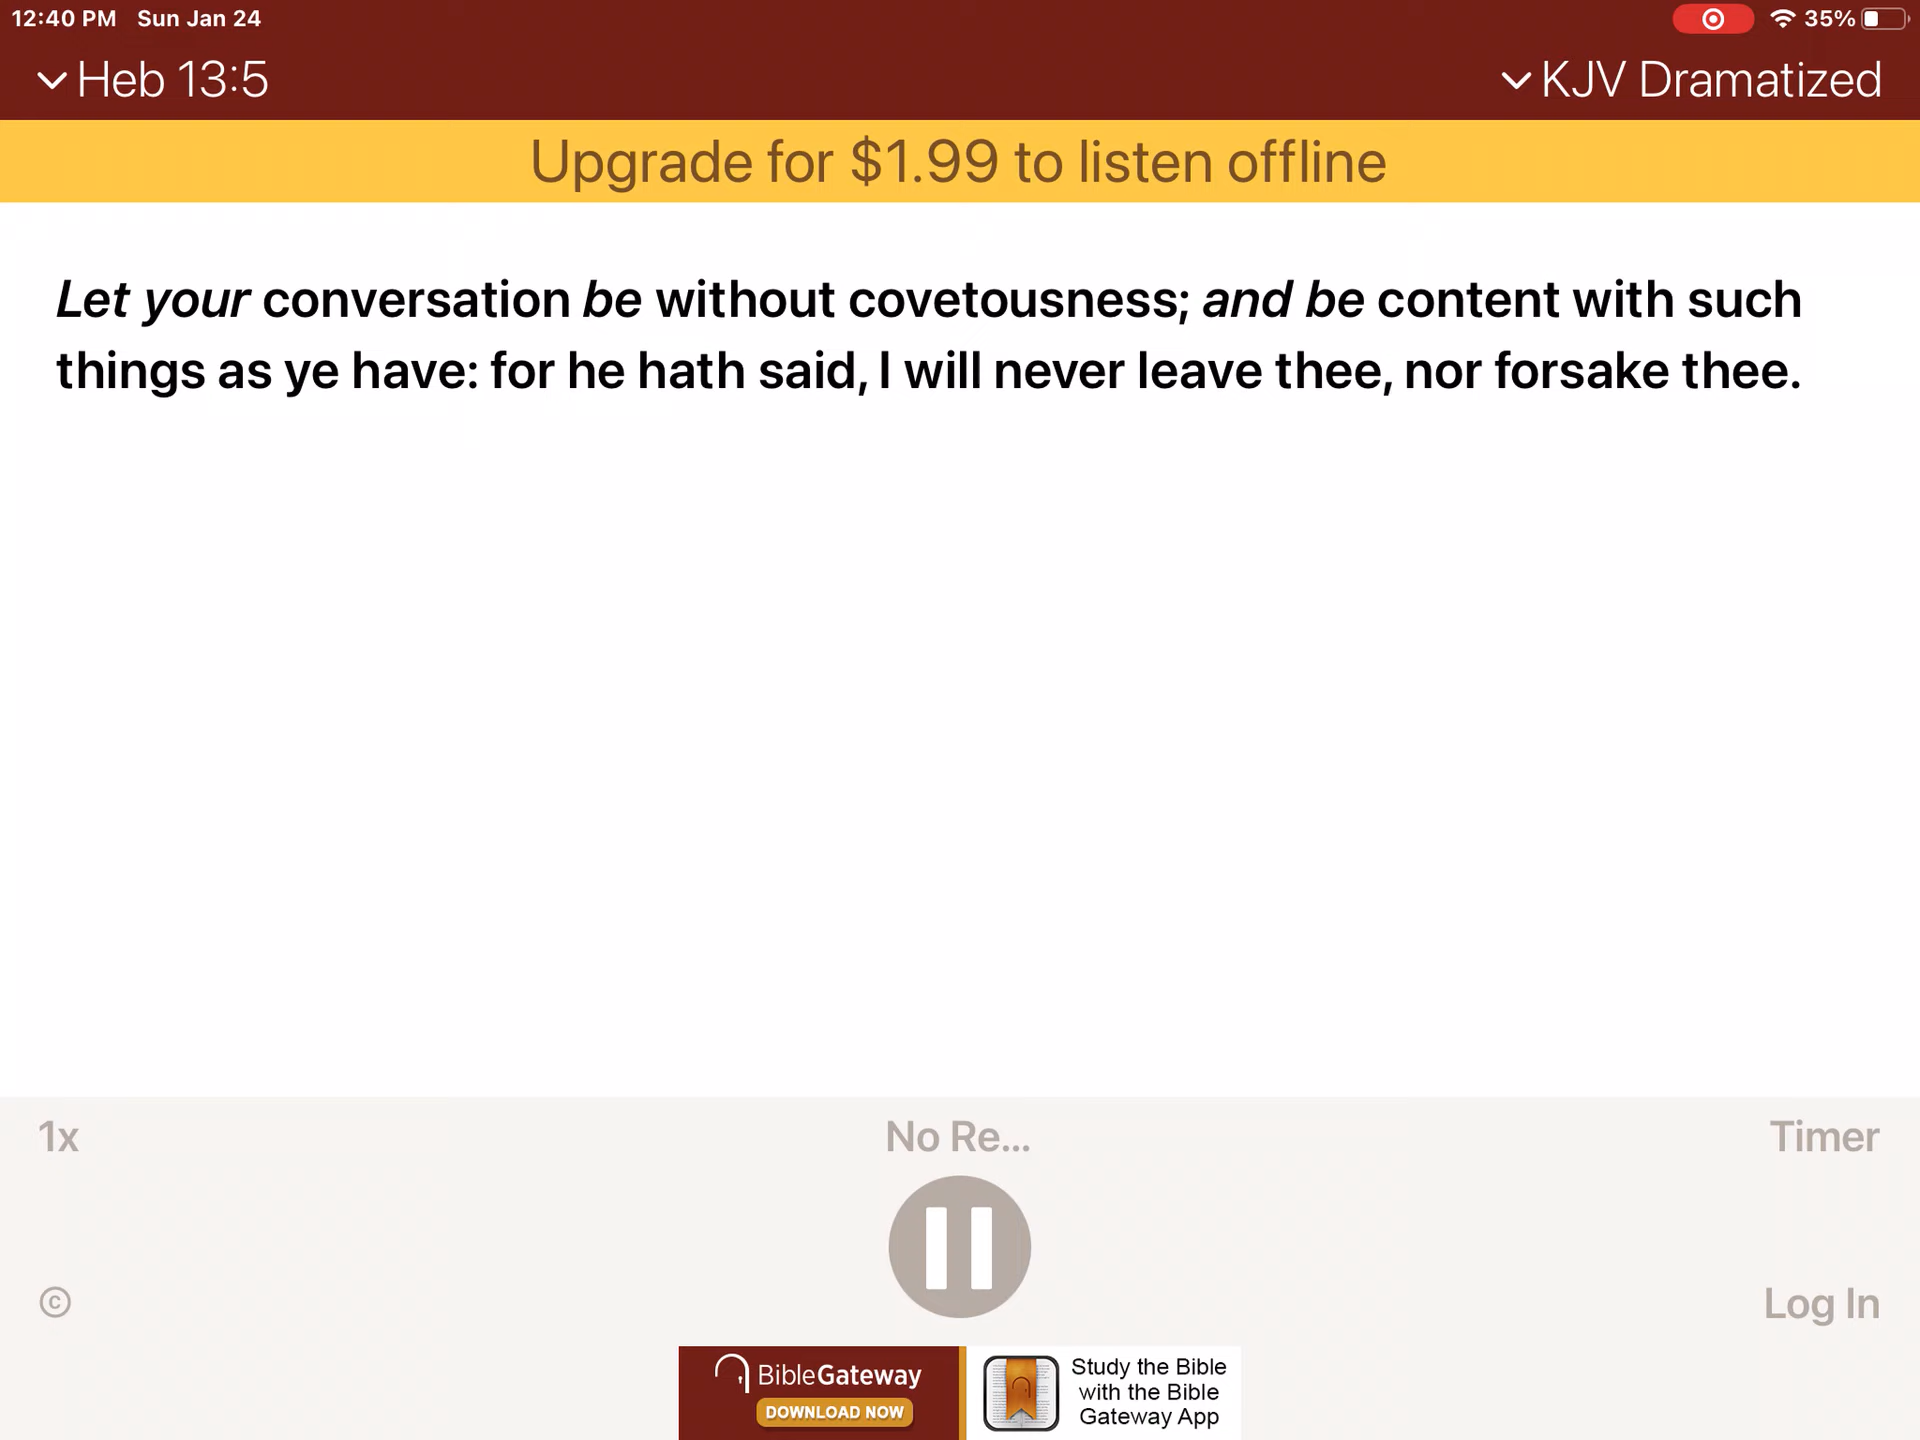 12:40 PM Sun Jan 24 35%
Heb 13:5 KJV Dramatized
Upgrade for $1.99 to listen offline
Let your conversation be without covetousness; and be content with such
things as ye have: for he hath said, I will never leave thee, nor forsake thee.
1x No Re... Timer
© Log In
BibleGateway
DOWNLOAD NOW
Study the Bible
with the Bible
Gateway App